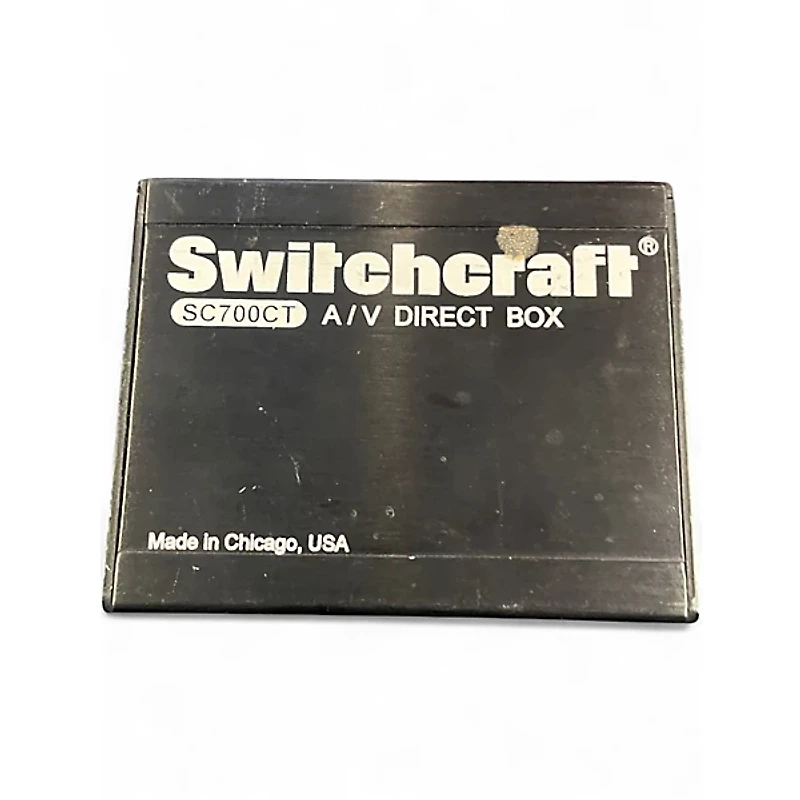 Switchcraft®
SC700CT A/V DIRECT BOX
Made in Chicago, USA